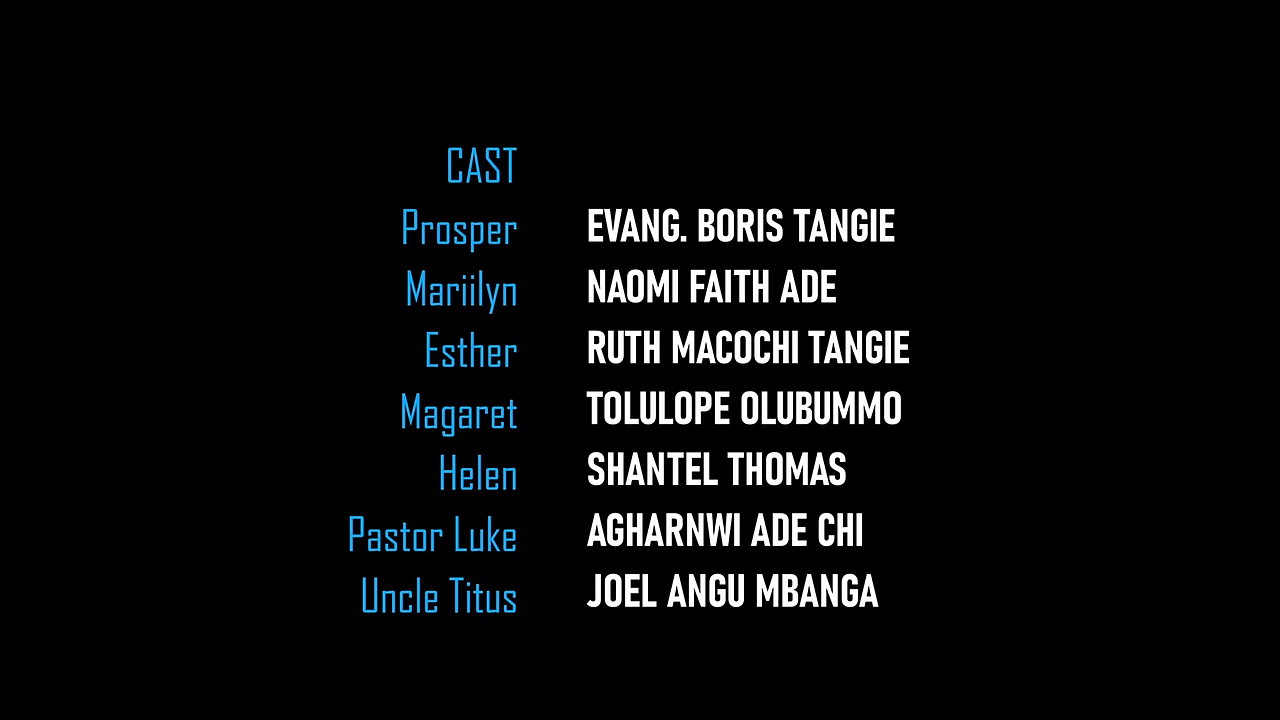 CAST
Prosper EVANG. BORIS TANGIE
Mariilyn NAOMI FAITH ADE
Esther RUTH MACOCHI TANGIE
Magaret TOLULOPE OLUBUMMO
Helen SHANTEL THOMAS
Pastor Luke AGHARNWI ADE CHI
Uncle Titus JOEL ANGU MBANGA